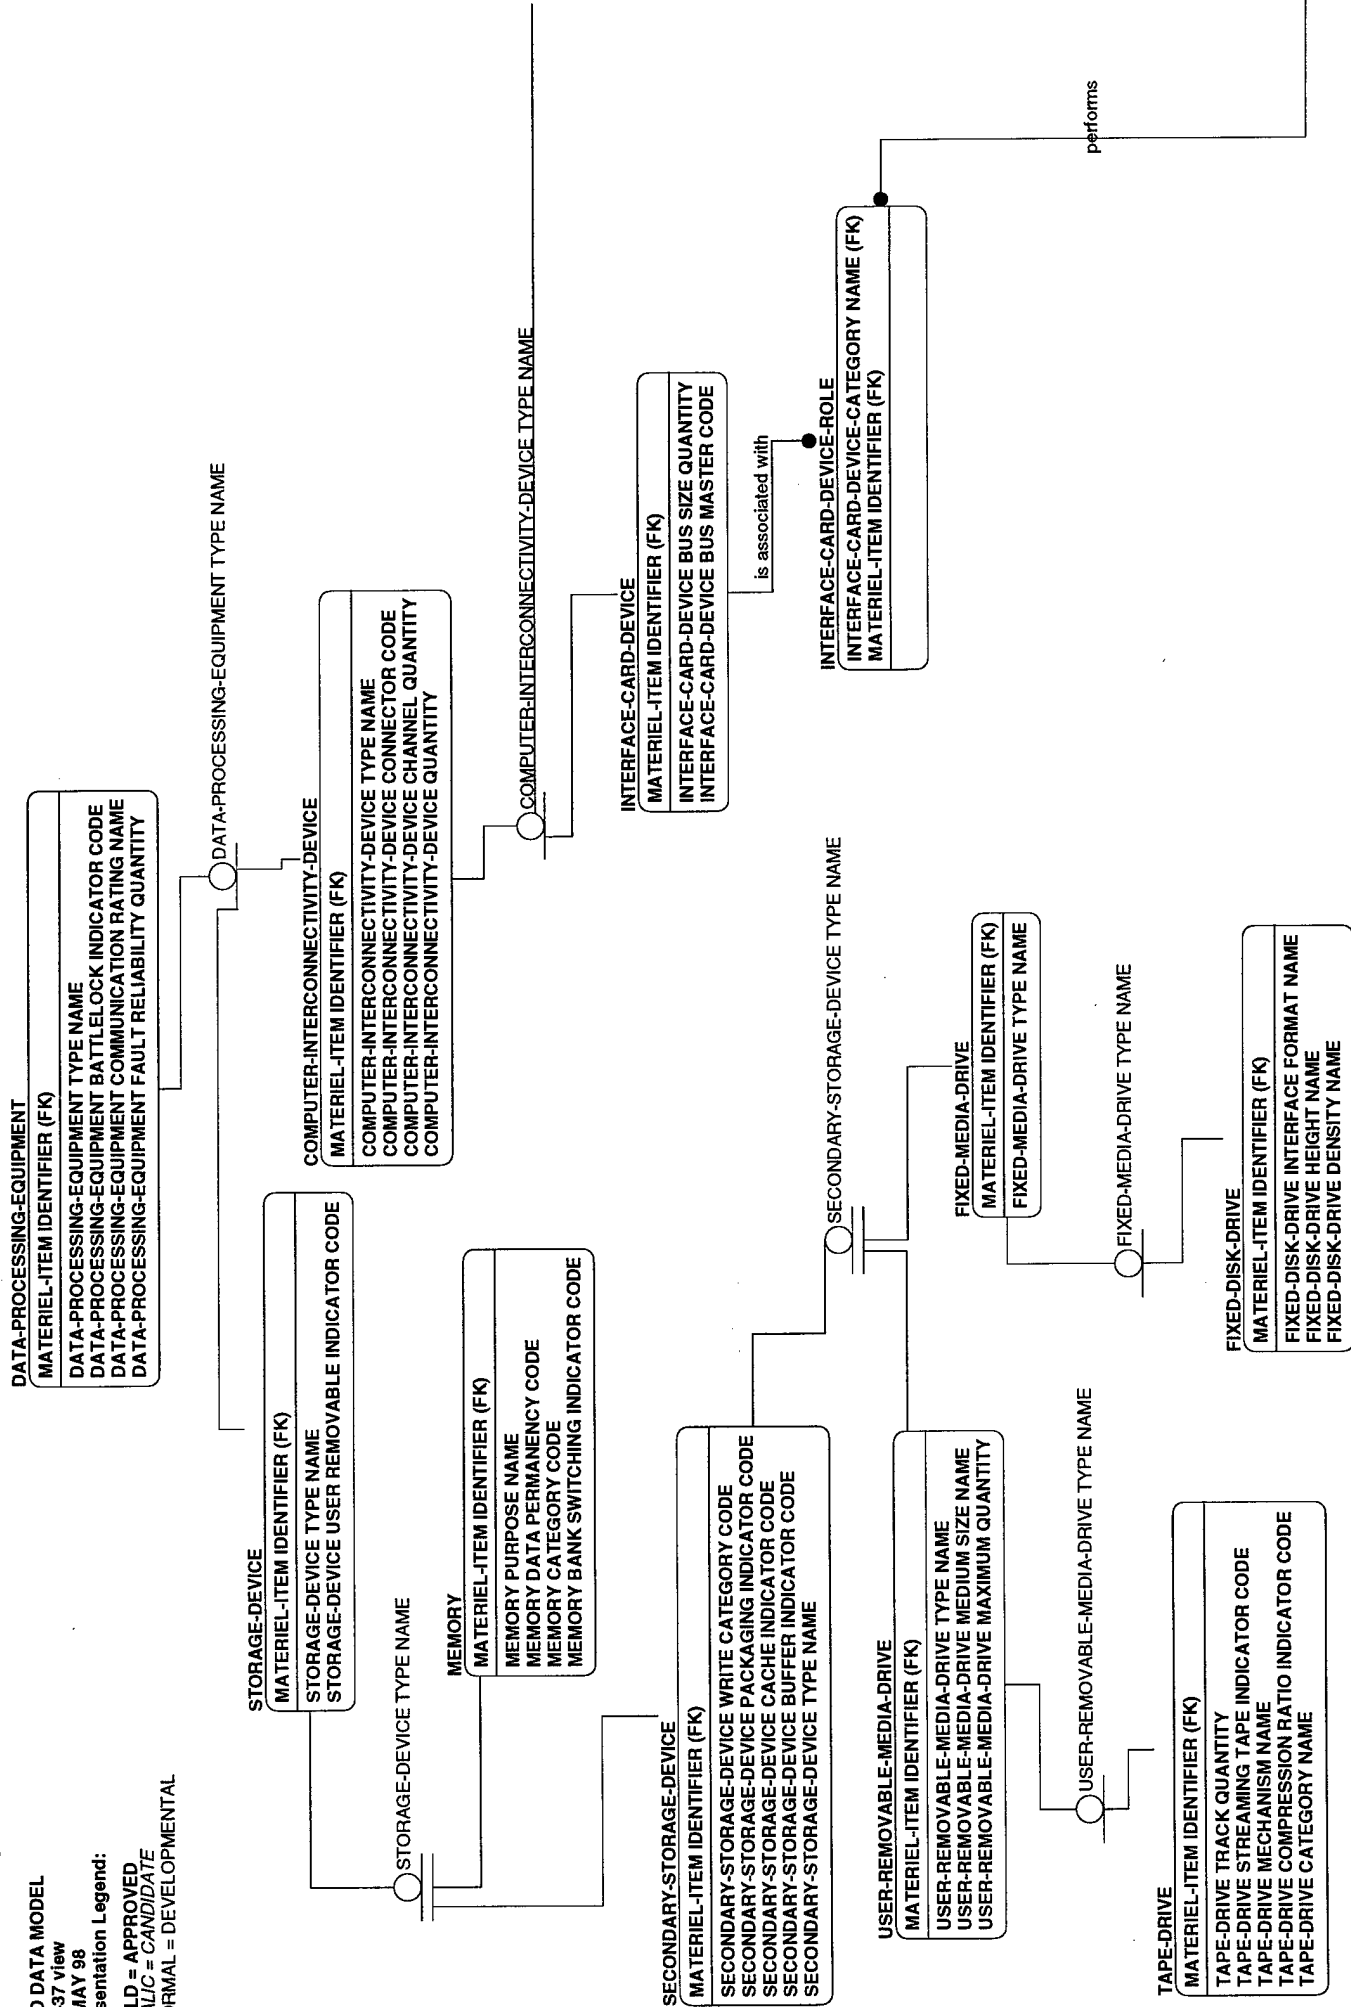 D DATA MODEL
37 view
MAY 98
sentation Legend:
LD = APPROVED
ALIC = CANDIDATE
RMAL = DEVELOPMENTAL
DATA-PROCESSING-EQUIPMENT
MATERIEL-ITEM IDENTIFIER (FK)
DATA-PROCESSING-EQUIPMENT TYPE NAME
DATA-PROCESSING-EQUIPMENT BATTLELOCK INDICATOR CODE
DATA-PROCESSING-EQUIPMENT COMMUNICATION RATING NAME
DATA-PROCESSING-EQUIPMENT FAULT RELIABILITY QUANTITY
DATA-PROCESSING-EQUIPMENT TYPE NAME
STORAGE-DEVICE
MATERIEL-ITEM IDENTIFIER (FK)
STORAGE-DEVICE TYPE NAME
STORAGE-DEVICE USER REMOVABLE INDICATOR CODE
COMPUTER-INTERCONNECTIVITY-DEVICE
MATERIEL-ITEM IDENTIFIER (FK)
COMPUTER-INTERCONNECTIVITY-DEVICE TYPE NAME
COMPUTER-INTERCONNECTIVITY-DEVICE CONNECTOR CODE
COMPUTER-INTERCONNECTIVITY-DEVICE CHANNEL QUANTITY
COMPUTER-INTERCONNECTIVITY-DEVICE QUANTITY
STORAGE-DEVICE TYPE NAME
MEMORY
MATERIEL-ITEM IDENTIFIER (FK)
MEMORY PURPOSE NAME
MEMORY DATA PERMANENCY CODE
MEMORY CATEGORY CODE
MEMORY BANK SWITCHING INDICATOR CODE
COMPUTER-INTERCONNECTIVITY-DEVICE TYPE NAME
INTERFACE-CARD-DEVICE
MATERIEL-ITEM IDENTIFIER (FK)
INTERFACE-CARD-DEVICE BUS SIZE QUANTITY
INTERFACE-CARD-DEVICE BUS MASTER CODE
is associated with
SECONDARY-STORAGE-DEVICE
MATERIEL-ITEM IDENTIFIER (FK)
SECONDARY-STORAGE-DEVICE WRITE CATEGORY CODE
SECONDARY-STORAGE-DEVICE PACKAGING INDICATOR CODE
SECONDARY-STORAGE-DEVICE CACHE INDICATOR CODE
SECONDARY-STORAGE-DEVICE BUFFER INDICATOR CODE
SECONDARY-STORAGE-DEVICE TYPE NAME
SECONDARY-STORAGE-DEVICE TYPE NAME
INTERFACE-CARD-DEVICE-ROLE
INTERFACE-CARD-DEVICE-CATEGORY NAME (FK)
MATERIEL-ITEM IDENTIFIER (FK)
performs
USER-REMOVABLE-MEDIA-DRIVE
MATERIEL-ITEM IDENTIFIER (FK)
USER-REMOVABLE-MEDIA-DRIVE TYPE NAME
USER-REMOVABLE-MEDIA-DRIVE MEDIUM SIZE NAME
USER-REMOVABLE-MEDIA-DRIVE MAXIMUM QUANTITY
FIXED-MEDIA-DRIVE
MATERIEL-ITEM IDENTIFIER (FK)
FIXED-MEDIA-DRIVE TYPE NAME
USER-REMOVABLE-MEDIA-DRIVE TYPE NAME
FIXED-MEDIA-DRIVE TYPE NAME
TAPE-DRIVE
MATERIEL-ITEM IDENTIFIER (FK)
TAPE-DRIVE TRACK QUANTITY
TAPE-DRIVE STREAMING TAPE INDICATOR CODE
TAPE-DRIVE MECHANISM NAME
TAPE-DRIVE COMPRESSION RATIO INDICATOR CODE
TAPE-DRIVE CATEGORY NAME
FIXED-DISK-DRIVE
MATERIEL-ITEM IDENTIFIER (FK)
FIXED-DISK-DRIVE INTERFACE FORMAT NAME
FIXED-DISK-DRIVE HEIGHT NAME
FIXED-DISK-DRIVE DENSITY NAME